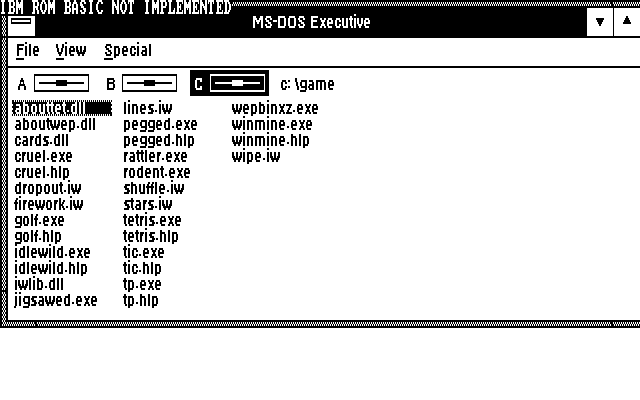 IBM ROM BASIC NOT IMPLEMENTED
MS-DOS Executive
File View Special
A B C c: \game
abouttet.dll lines.iw wepbinxz.exe
aboutwep.dll pegged.exe winmine.exe
cards.dll pegged.hlp winmine.hlp
cruel.exe rattler.exe wipe.iw
cruel.hlp rodent.exe
dropout.iw shuffle.iw
firework.iw stars.iw
golf.exe tetris.exe
golf.hlp tetris.hlp
idlewild.exe tic.exe
idlewild.hlp tic.hlp
iwlib.dll tp.exe
jigsawed.exe tp.hlp